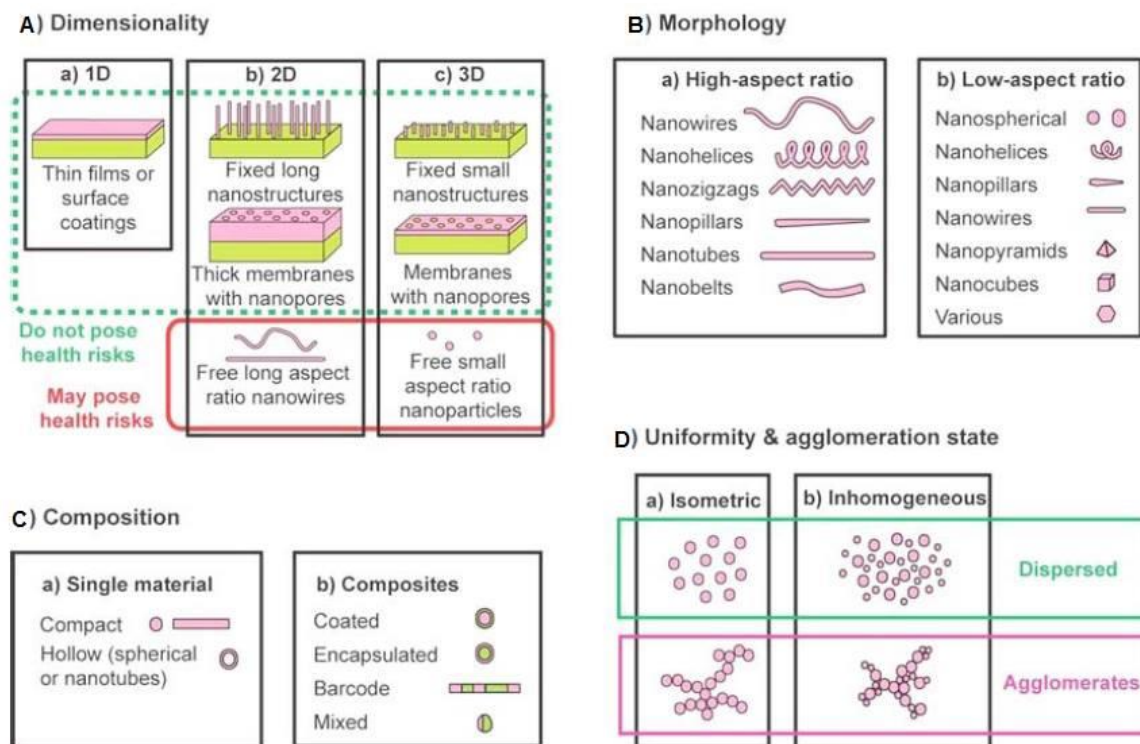 A) Dimensionality
a) 1D
b) 2D
c) 3D
Thin films or
surface
coatings
Fixed long
nanostructures
Fixed small
nanostructures
Thick membranes
with nanopores
Membranes
with nanopores
Do not pose
health risks
May pose
health risks
Free long aspect
ratio nanowires
Free small
aspect ratio
nanoparticles
B) Morphology
a) High-aspect ratio
Nanowires
Nanohelices
Nanozigzags
Nanopillars
Nanotubes
Nanobelts
b) Low-aspect ratio
Nanospherical
Nanohelices
Nanopillars
Nanowires
Nanopyramids
Nanocubes
Various
C) Composition
a) Single material
Compact
Hollow (spherical
or nanotubes)
b) Composites
Coated
Encapsulated
Barcode
Mixed
D) Uniformity & agglomeration state
a) Isometric
b) Inhomogeneous
Dispersed
Agglomerates